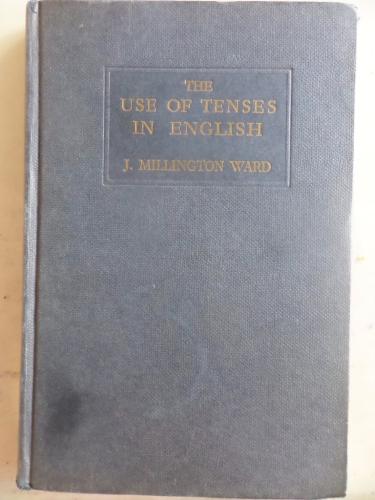 THE
USE OF TENSES
IN ENGLISH
J. MILLINGTON WARD